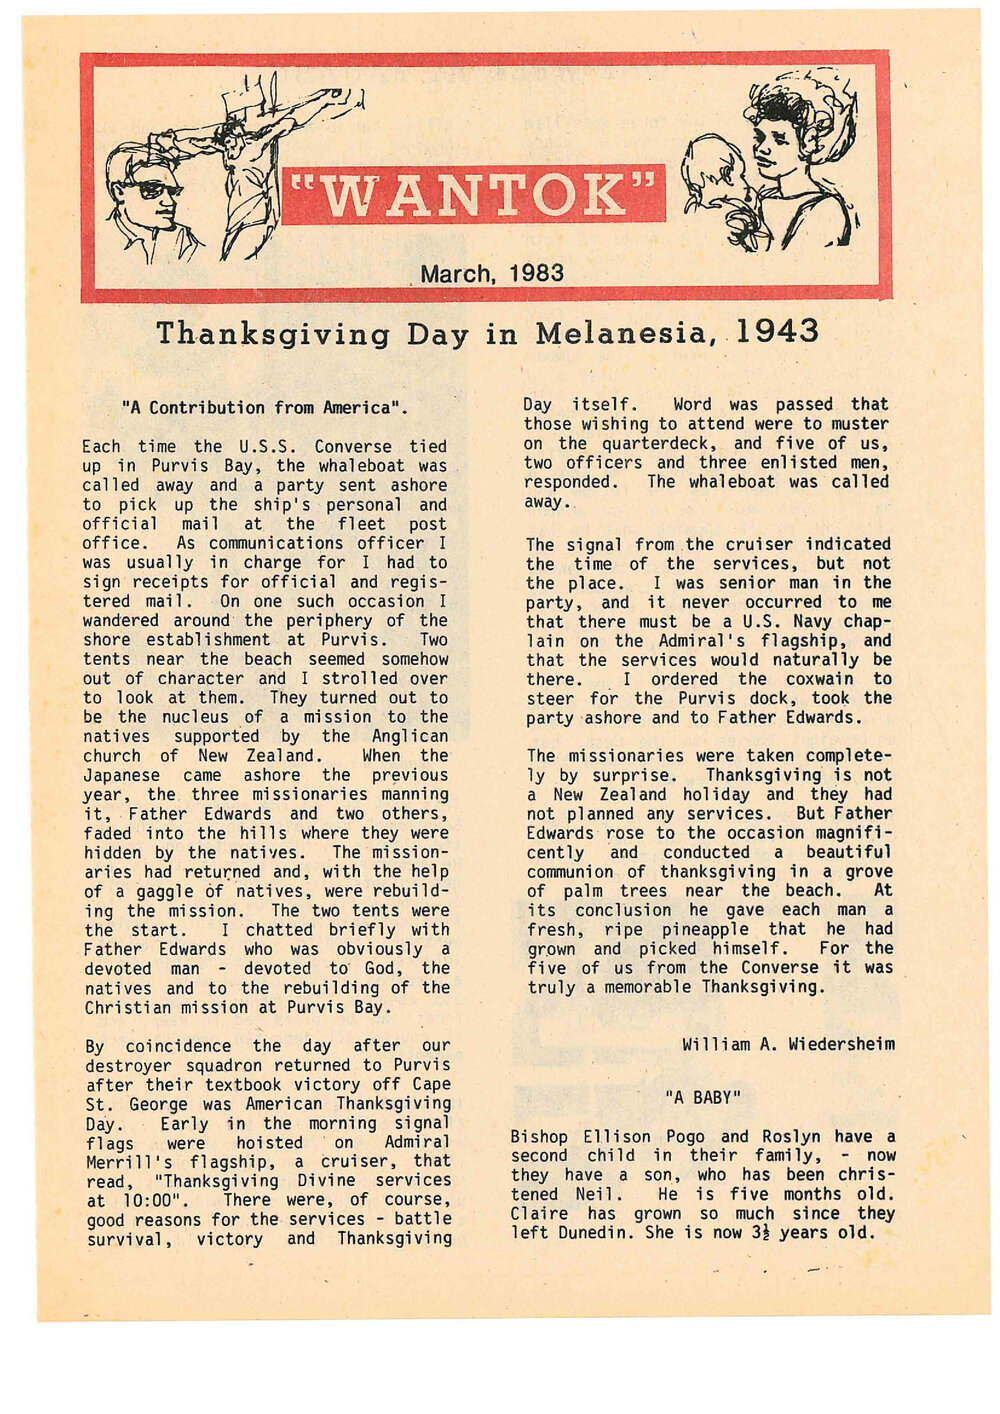 "WANTOK"
March, 1983
Thanksgiving Day in Melanesia, 1943
"A Contribution from America".
Each time the U.S.S. Converse tied
up in Purvis Bay, the whaleboat was
called away and a party sent ashore
to pick up the ship's personal and
official mail at the fleet post
office. As communications officer I
was usually in charge for I had to
sign receipts for official and regis-
tered mail. On one such occasion I
wandered around the periphery of the
shore establishment at Purvis. Two
tents near the beach seemed somehow
out of character and I strolled over
to look at them. They turned out to
be the nucleus of a mission to the
natives supported by the Anglican
church of New Zealand. When the
Japanese came ashore the previous
year, the three missionaries manning
it, Father Edwards and two others,
faded into the hills where they were
hidden by the natives. The mission-
aries had returned and, with the help
of a gaggle of natives, were rebuild-
ing the mission. The two tents were
the start. I chatted briefly with
Father Edwards who was obviously a
devoted man - devoted to God, the
natives and to the rebuilding of the
Christian mission at Purvis Bay.
By coincidence the day after our
destroyer squadron returned to Purvis
after their textbook victory off Cape
St. George was American Thanksgiving
Day. Early in the morning signal
flags were hoisted on Admiral
Merrill's flagship, a cruiser, that
read, "Thanksgiving Divine services
at 10:00". There were, of course,
good reasons for the services - battle
survival, victory and Thanksgiving
Day itself. Word was passed that
those wishing to attend were to muster
on the quarterdeck, and five of us,
two officers and three enlisted men,
responded. The whaleboat was called
away.
The signal from the cruiser indicated
the time of the services, but not
the place. I was senior man in the
party, and it never occurred to me
that there must be a U.S. Navy chap-
lain on the Admiral's flagship, and
that the services would naturally be
there. I ordered the coxwain to
steer for the Purvis dock, took the
party ashore and to Father Edwards.
The missionaries were taken complete-
ly by surprise. Thanksgiving is not
a New Zealand holiday and they had
not planned any services. But Father
Edwards rose to the occasion magnifi-
cently and conducted a beautiful
communion of thanksgiving in a grove
of palm trees near the beach. At
its conclusion he gave each man a
fresh, ripe pineapple that he had
grown and picked himself. For the
five of us from the Converse it was
truly a memorable Thanksgiving.
William A. Wiedersheim
"A BABY"
Bishop Ellison Pogo and Roslyn have a
second child in their family, - now
they have a son, who has been chris-
tened Neil. He is five months old.
Claire has grown so much since they
left Dunedin. She is now 3½ years old.